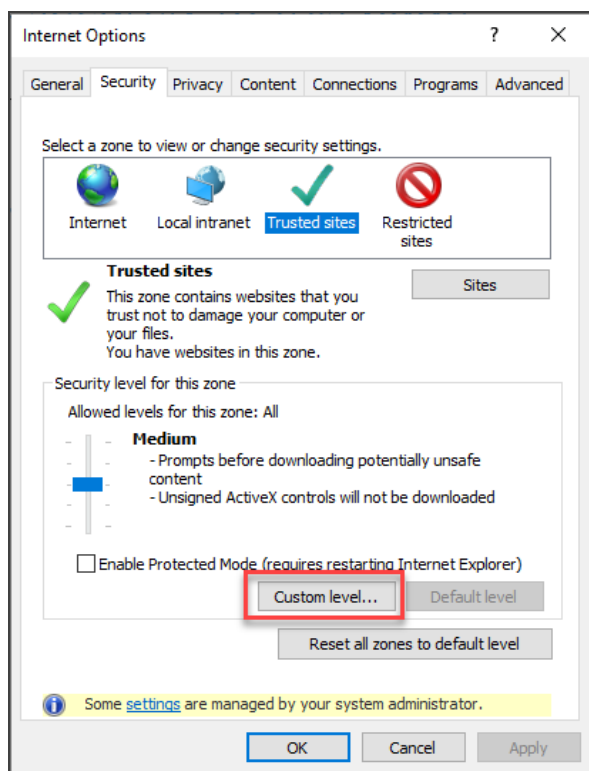 Internet Options ?
General Security Privacy Content Connections Programs Advanced
Select a zone to view or change security settings.
Internet Local intranet Trusted sites Restricted
sites
Trusted sites
Sites
This zone contains websites that you
trust not to damage your computer or
your files.
You have websites in this zone.
Security level for this zone
Allowed levels for this zone: All
Medium
- Prompts before downloading potentially unsafe
content
- Unsigned ActiveX controls will not be downloaded
Enable Protected Mode (requires restarting Internet Explorer)
Custom level... Default level
Reset all zones to default level
Some settings are managed by your system administrator.
OK Cancel Apply